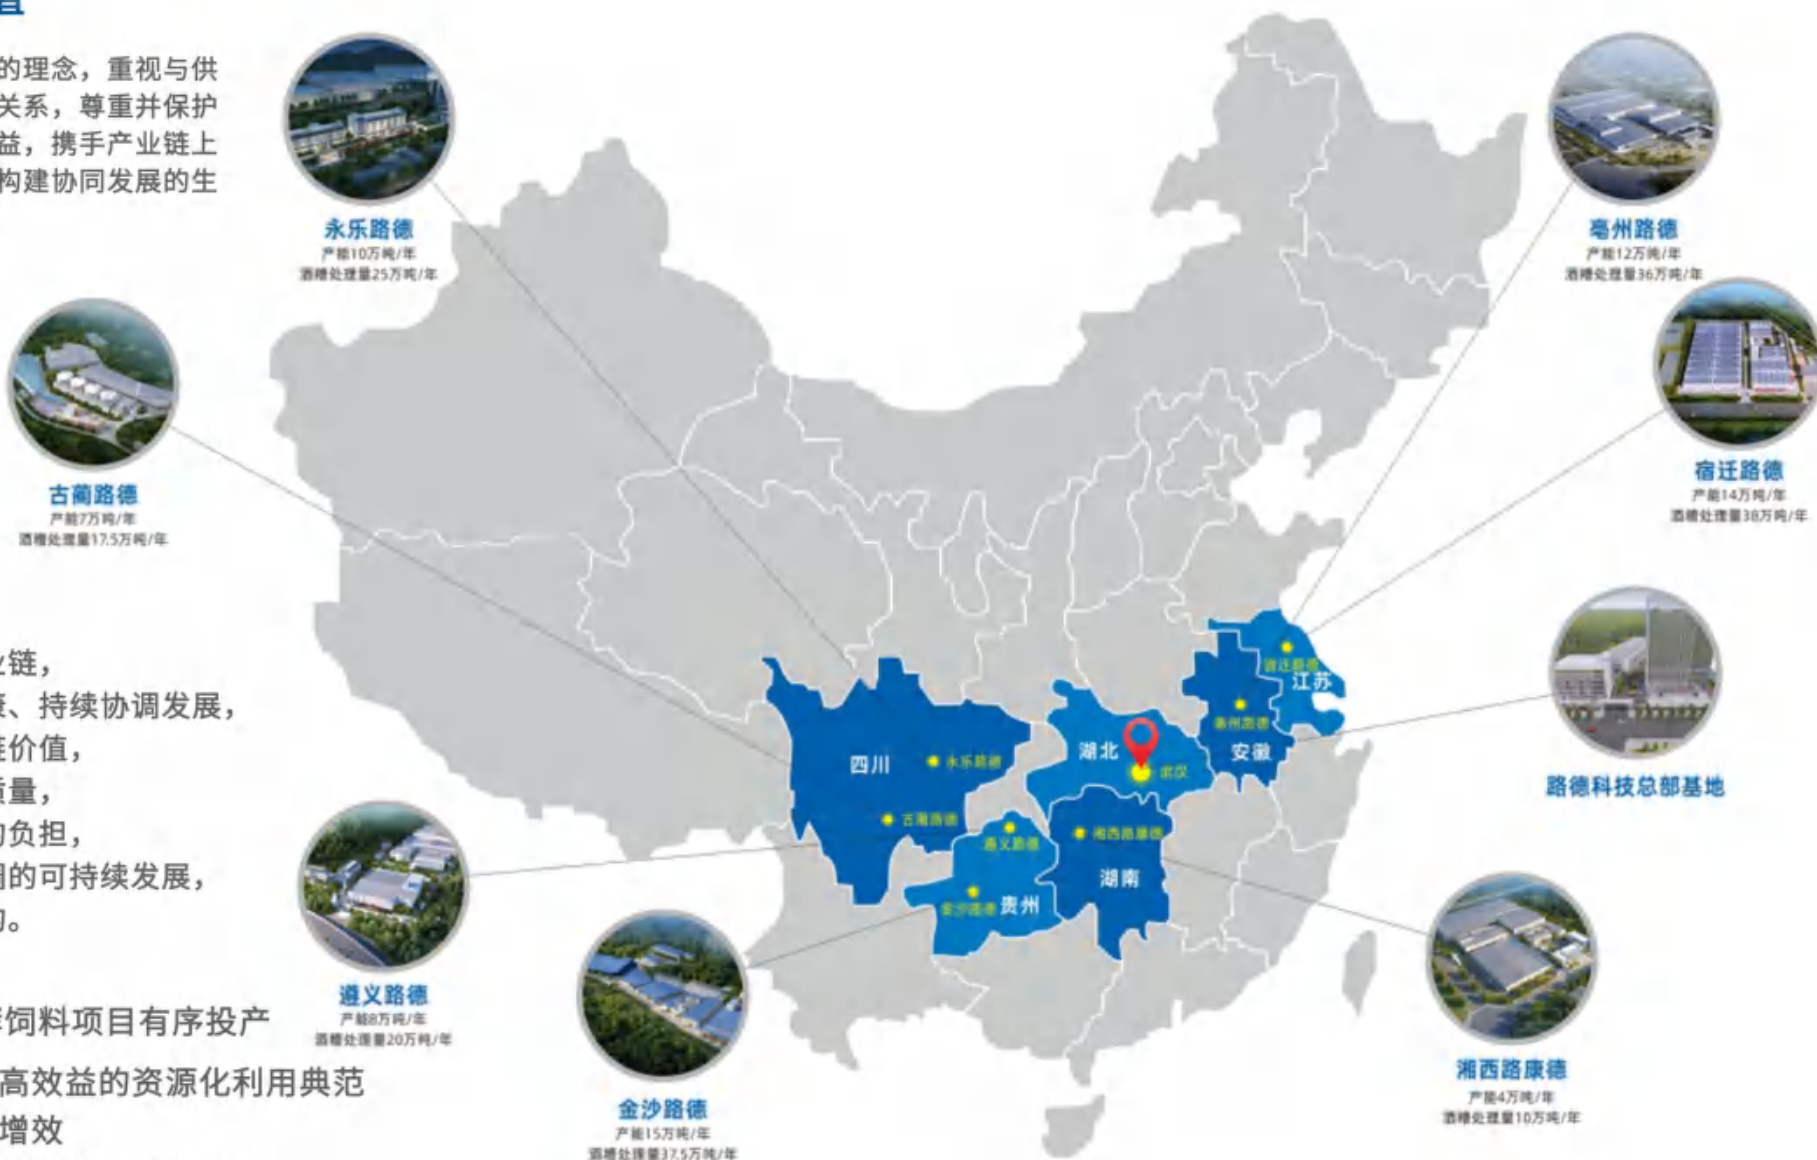 的理念，重视与供
关系，尊重并保护
益，携手产业链上
构建协同发展的生
永乐路德
产能10万吨/年
酒糟处理量25万吨/年
亳州路德
产能12万吨/年
酒糟处理量36万吨/年
古蔺路德
产能7万吨/年
酒糟处理量17.5万吨/年
宿迁路德
产能14万吨/年
酒糟处理量38万吨/年
业链，
、持续协调发展，
价值，
质量，
的负担，
的可持续发展，
宿迁路德
江苏
亳州路德
安徽
湖北
武汉
四川
永乐路德
古蔺路德
遵义路德
金沙路德
贵州
湘西路康德
湖南
路德科技总部基地
遵义路德
产能8万吨/年
酒糟处理量20万吨/年
饲料项目有序投产
高效益的资源化利用典范
增效
金沙路德
产能15万吨/年
酒糟处理量37.5万吨/年
湘西路康德
产能4万吨/年
酒糟处理量10万吨/年